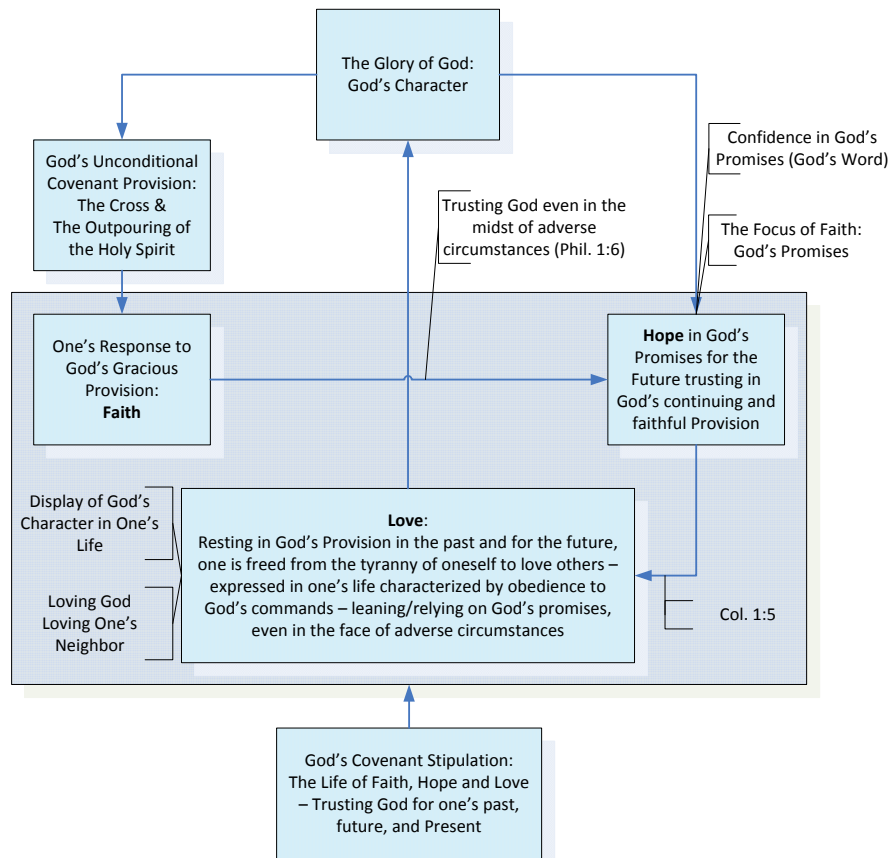 The Glory of God:
God's Character
God's Unconditional
Covenant Provision:
The Cross &
The Outpouring of
the Holy Spirit
Confidence in God's
Promises (God's Word)
Trusting God even in the
midst of adverse
circumstances (Phil. 1:6)
The Focus of Faith:
God's Promises
One's Response to
God's Gracious
Provision:
Faith
Hope in God's
Promises for the
Future trusting in
God's continuing and
faithful Provision
Display of God's
Character in One's
Life
Loving God
Loving One's
Neighbor
Love:
Resting in God's Provision in the past and for the future,
one is freed from the tyranny of oneself to love others –
expressed in one's life characterized by obedience to
God's commands – leaning/relying on God's promises,
even in the face of adverse circumstances
Col. 1:5
God's Covenant Stipulation:
The Life of Faith, Hope and Love
– Trusting God for one's past,
future, and Present